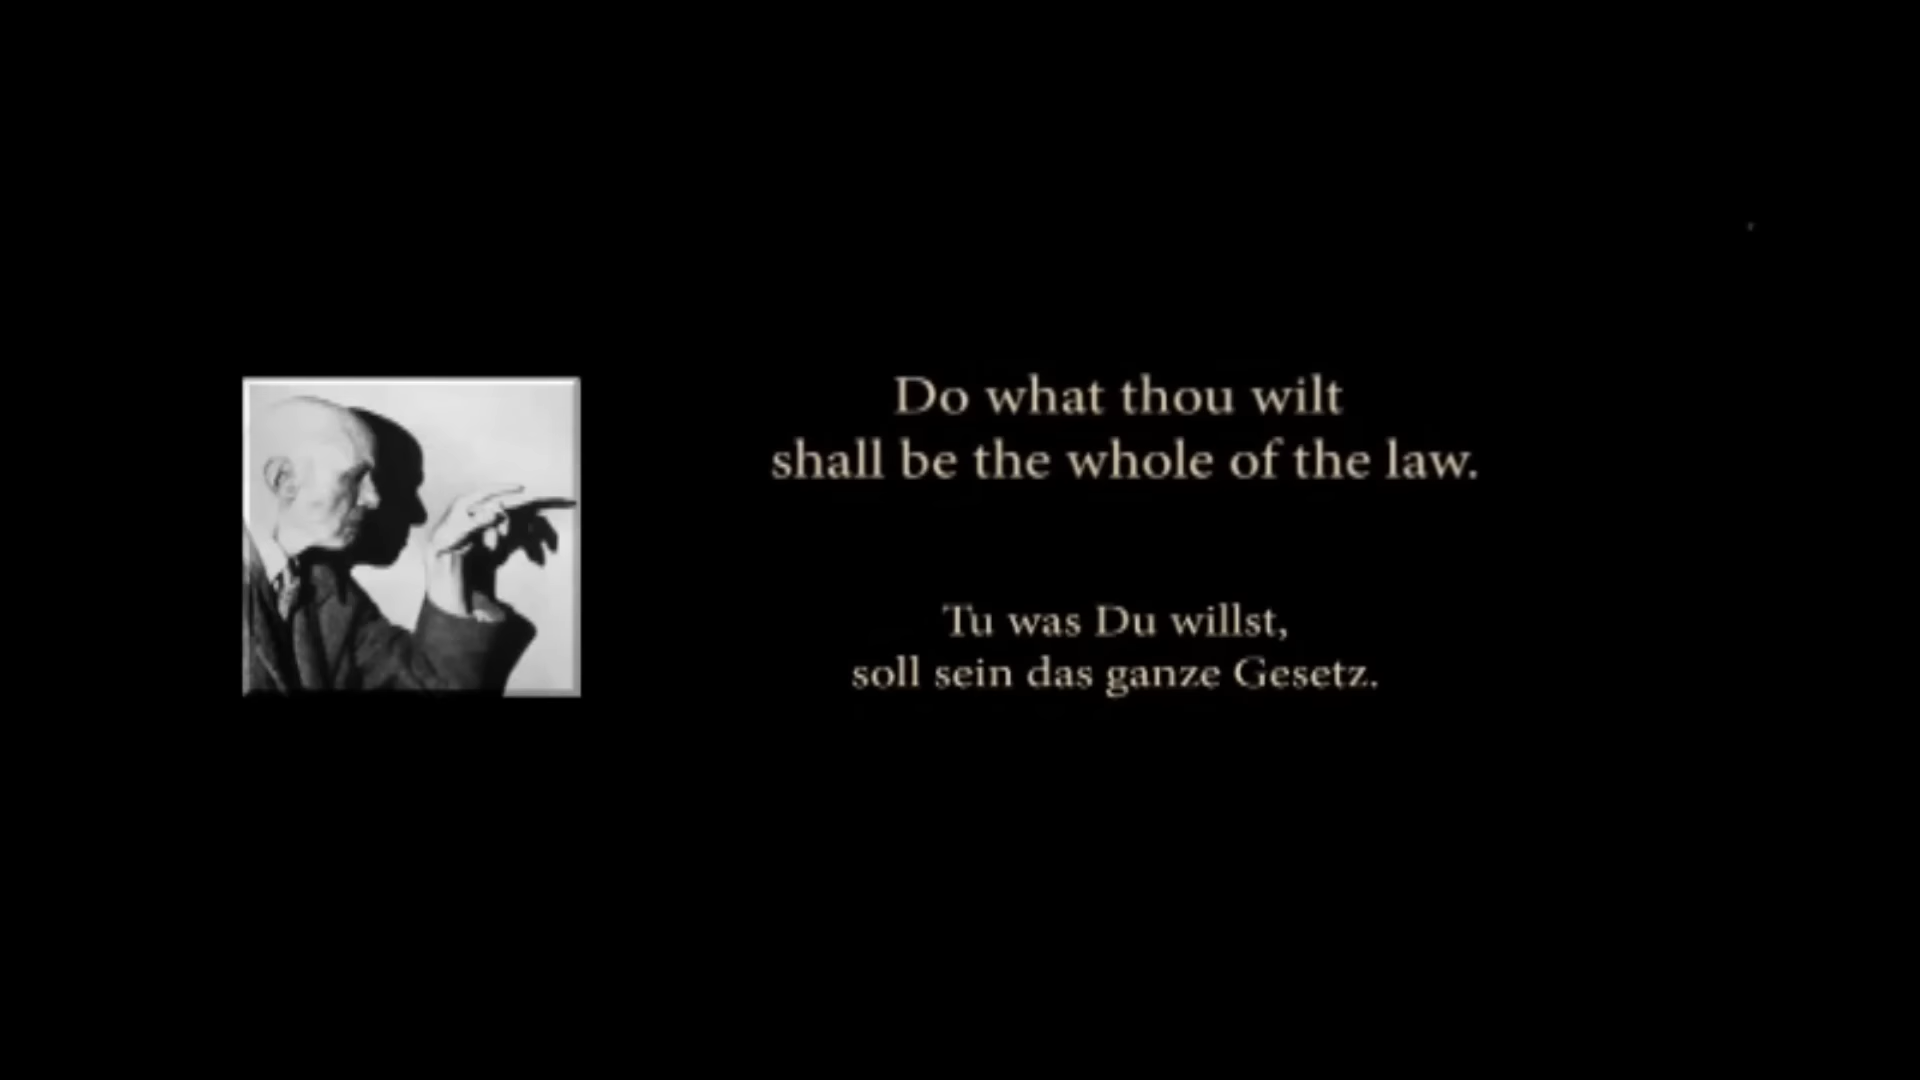 Do what thou wilt
shall be the whole of the law.
Tu was Du willst,
soll sein das ganze Gesetz.